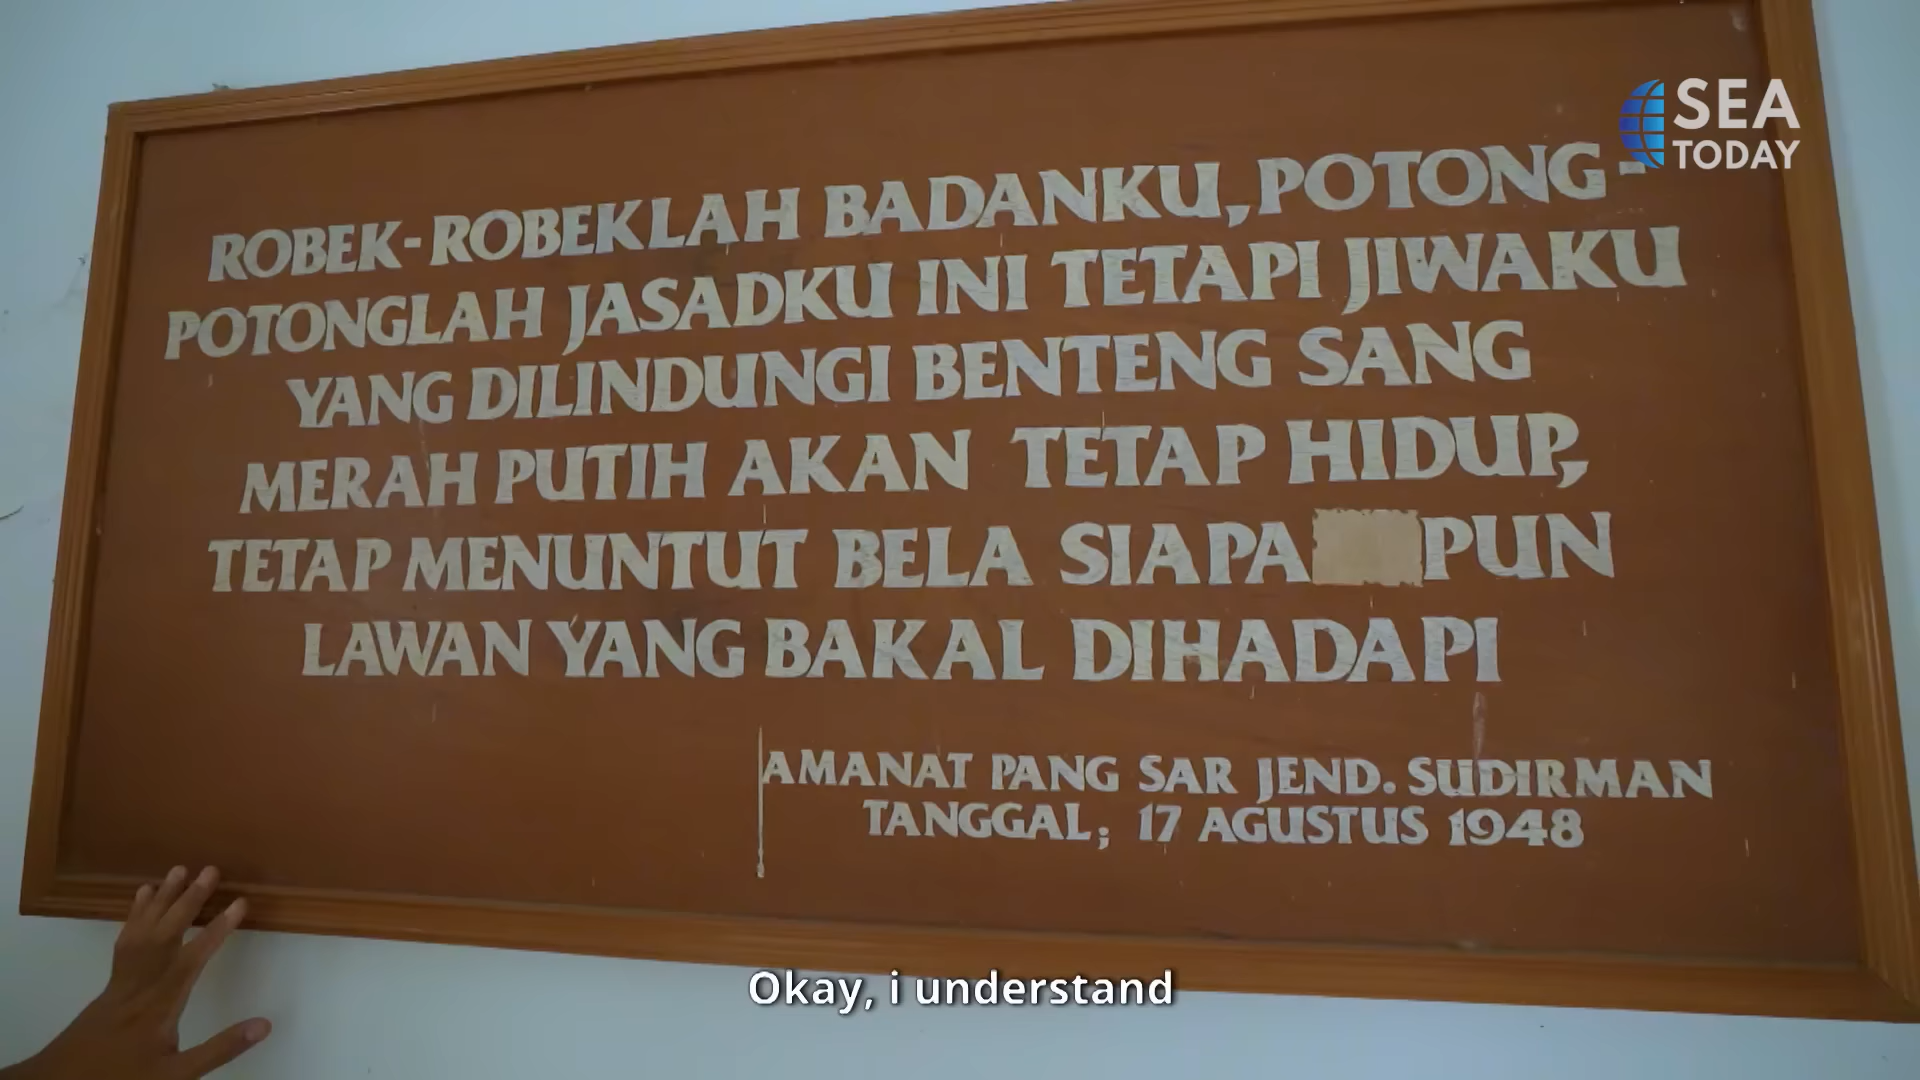 SEA
TODAY
ROBEK-ROBEKLAH BADANKU, POTONG-
POTONGLAH JASADKU INI TETAPI JIWAKU
YANG DILINDUNGI BENTENG SANG
MERAH PUTIH AKAN TETAP HIDUP,
TETAP MENUNTUT BELA SIAPA PUN
LAWAN YANG BAKAL DIHADAPI
AMANAT PANG SAR JEND. SUDIRMAN
TANGGAL; 17 AGUSTUS 1948
Okay, i understand